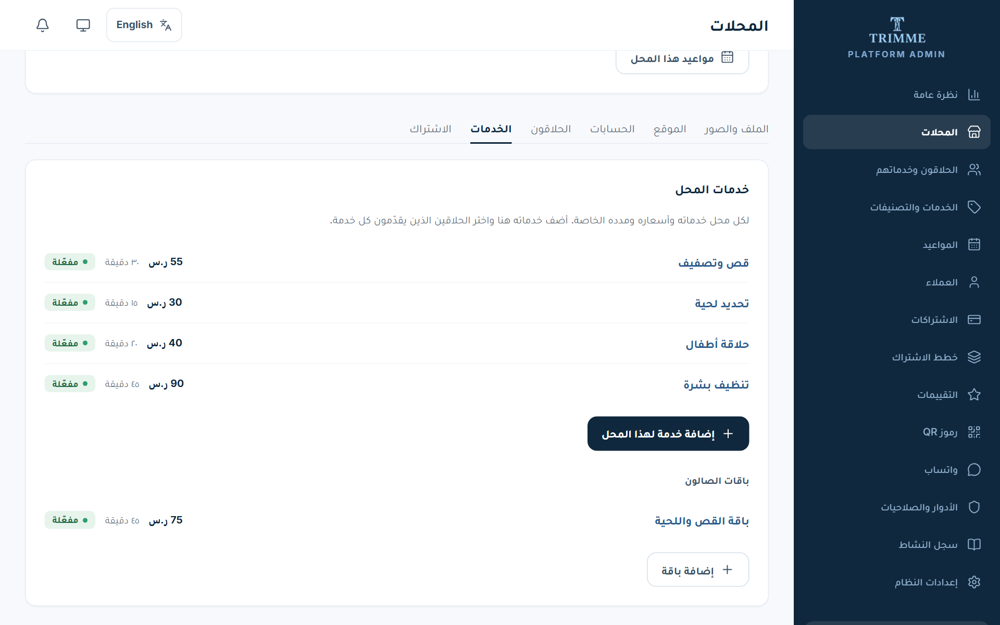 TRIMME
PLATFORM ADMIN
نظرة عامة
المحلات
الحلاقون وخدماتهم
الخدمات والتصنيفات
المواعيد
العملاء
الاشتراكات
خطط الاشتراك
التقييمات
رموز QR
واتساب
الأدوار والصلاحيات
سجل النشاط
إعدادات النظام
المحلات
English
مواعيد هذا المحل
الملف والصور
الموقع
الحسابات
الحلاقون
الخدمات
الاشتراك
خدمات المحل
لكل محل خدماته وأسعاره ومدده الخاصة. أضف خدماته هنا واختر الحلاقين الذين يقدّمون كل خدمة.
قص وتصفيف 55 ر.س ٣٠ دقيقة مفعّلة
تحديد لحية 30 ر.س ١٥ دقيقة مفعّلة
حلاقة أطفال 40 ر.س ٢٠ دقيقة مفعّلة
تنظيف بشرة 90 ر.س ٤٥ دقيقة مفعّلة
إضافة خدمة لهذا المحل
باقات الصالون
باقة القص واللحية 75 ر.س ٤٥ دقيقة مفعّلة
إضافة باقة